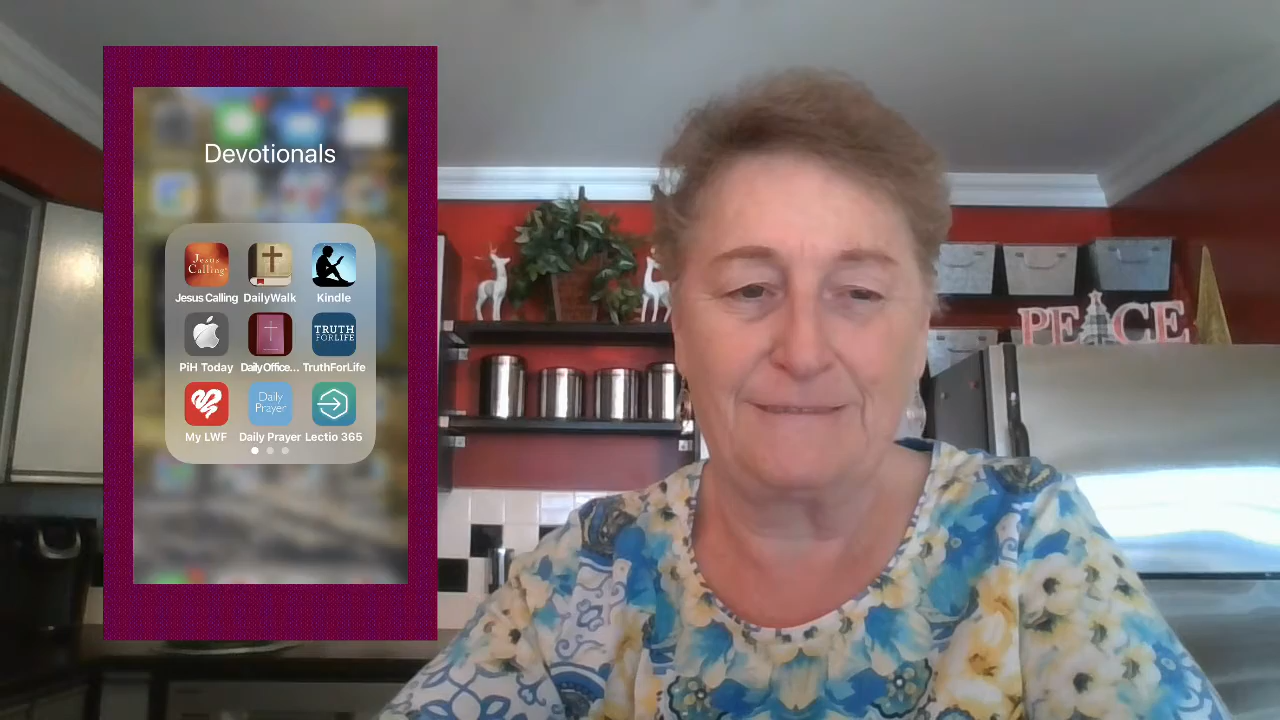 Devotionals
Jesus
Calling
Jesus Calling DailyWalk Kindle
TRUTH
FOR LIFE
PiH Today DailyOffice... TruthForLife
Daily
Prayer
My LWF Daily Prayer Lectio 365
PEACE